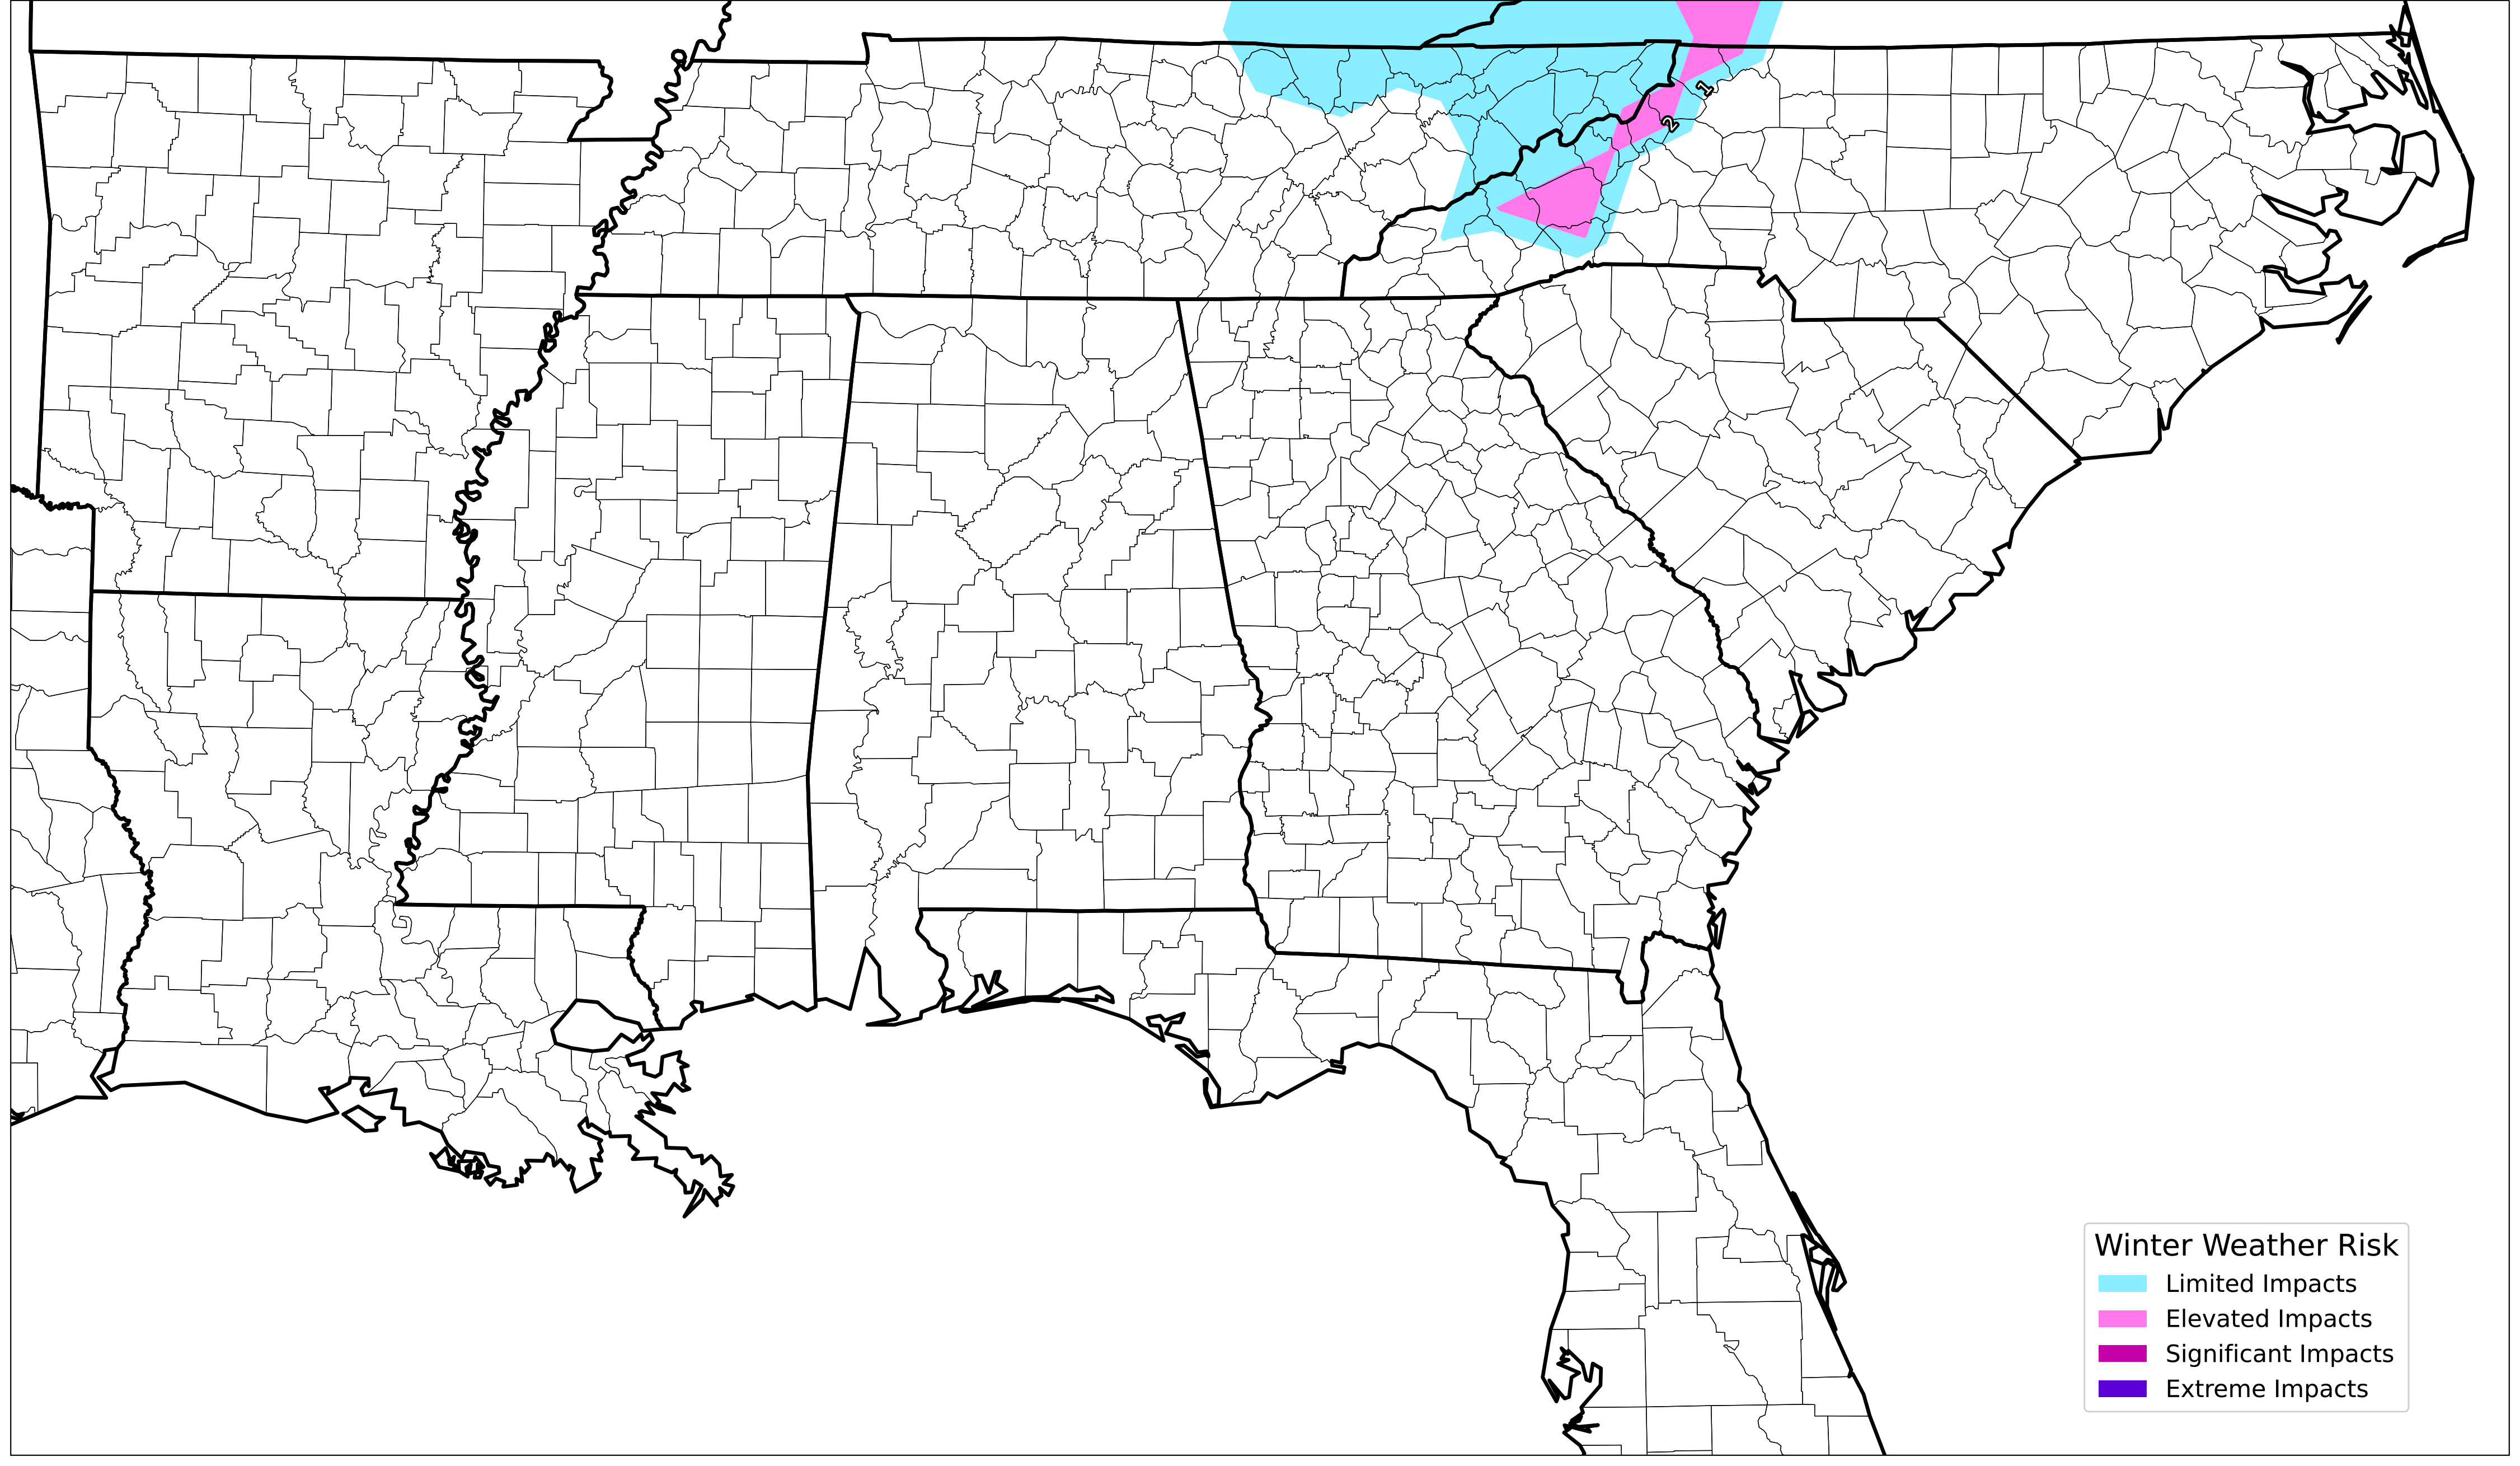 1
2
Winter Weather Risk
Limited Impacts
Elevated Impacts
Significant Impacts
Extreme Impacts